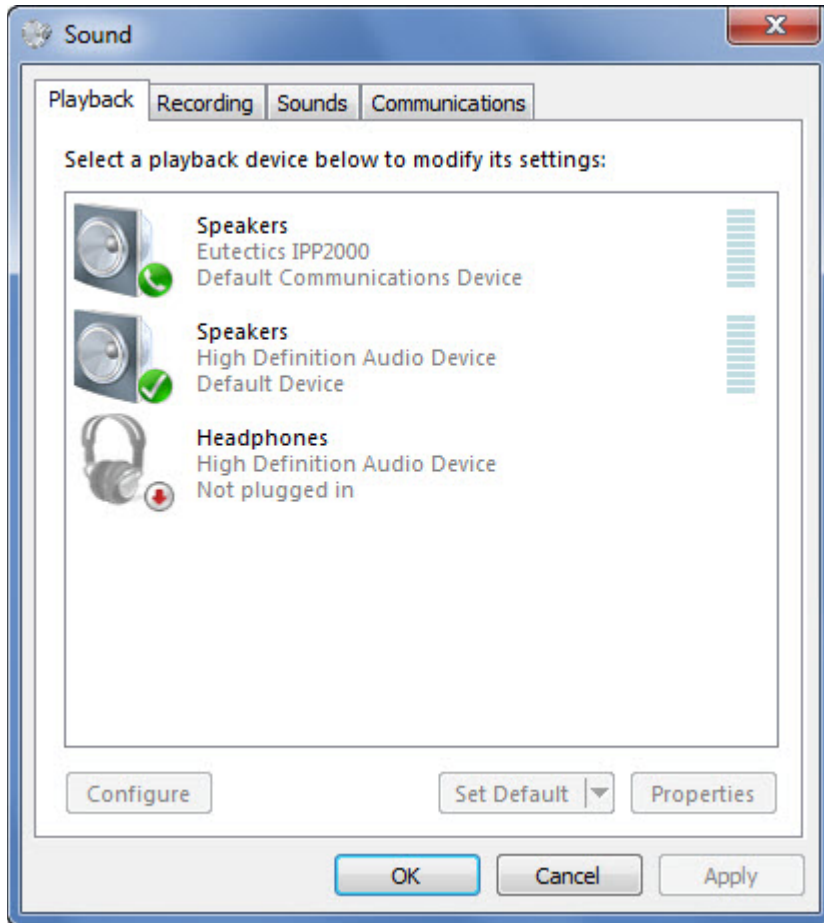 Sound
Playback Recording Sounds Communications
Select a playback device below to modify its settings:
Speakers
Eutectics IPP2000
Default Communications Device
Speakers
High Definition Audio Device
Default Device
Headphones
High Definition Audio Device
Not plugged in
Configure Set Default Properties
OK Cancel Apply